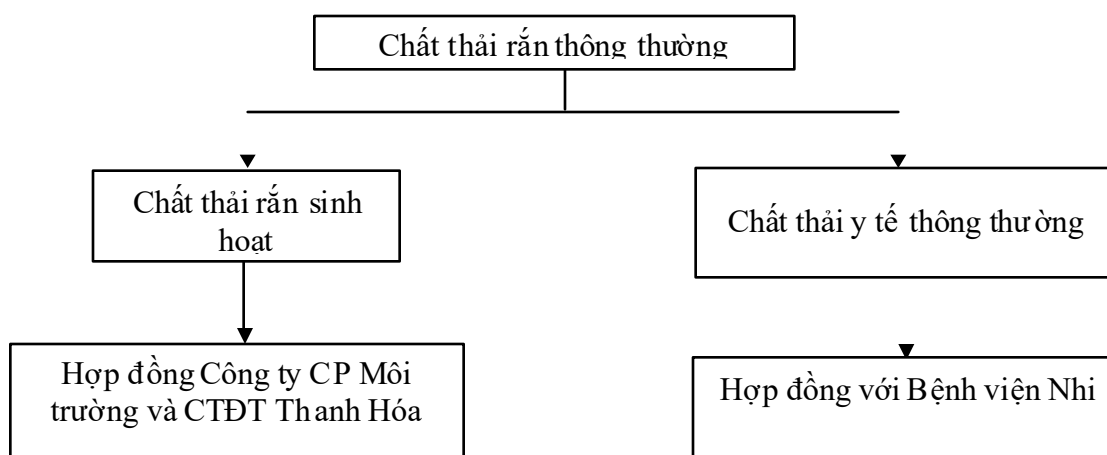 Chất thải rắn thông thường
Chất thải rắn sinh
hoạt
Chất thải y tế thông thường
Hợp đồng Công ty CP Môi
trường và CTĐT Thanh Hóa
Hợp đồng với Bệnh viện Nhi